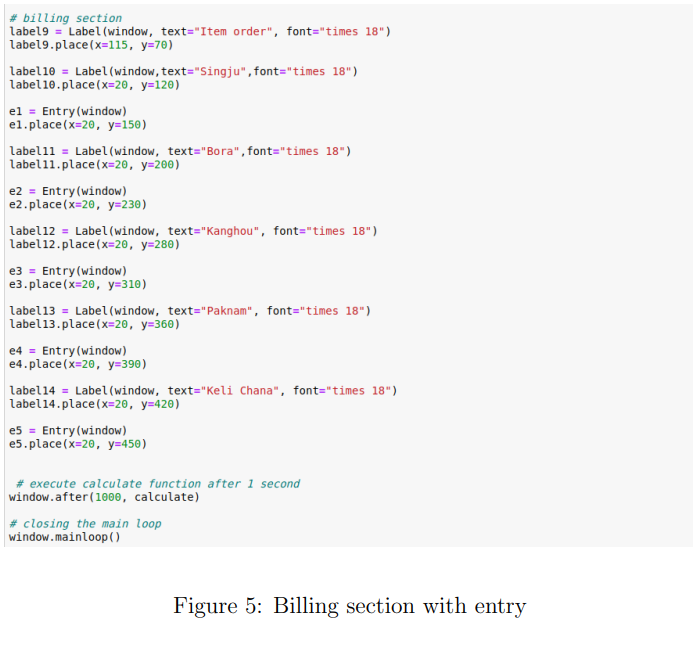 # billing section
label9 = Label(window, text="Item order", font="times 18")
label9.place(x=115, y=70)
label10 = Label(window,text="Singju",font="times 18")
label10.place(x=20, y=120)
e1 = Entry(window)
e1.place(x=20, y=150)
label11 = Label(window, text="Bora",font="times 18")
label11.place(x=20, y=200)
e2 = Entry(window)
e2.place(x=20, y=230)
label12 = Label(window, text="Kanghou", font="times 18")
label12.place(x=20, y=280)
e3 = Entry(window)
e3.place(x=20, y=310)
label13 = Label(window, text="Paknam", font="times 18")
label13.place(x=20, y=360)
e4 = Entry(window)
e4.place(x=20, y=390)
label14 = Label(window, text="Keli Chana", font="times 18")
label14.place(x=20, y=420)
e5 = Entry(window)
e5.place(x=20, y=450)
# execute calculate function after 1 second
window.after(1000, calculate)
# closing the main loop
window.mainloop()
Figure 5: Billing section with entry